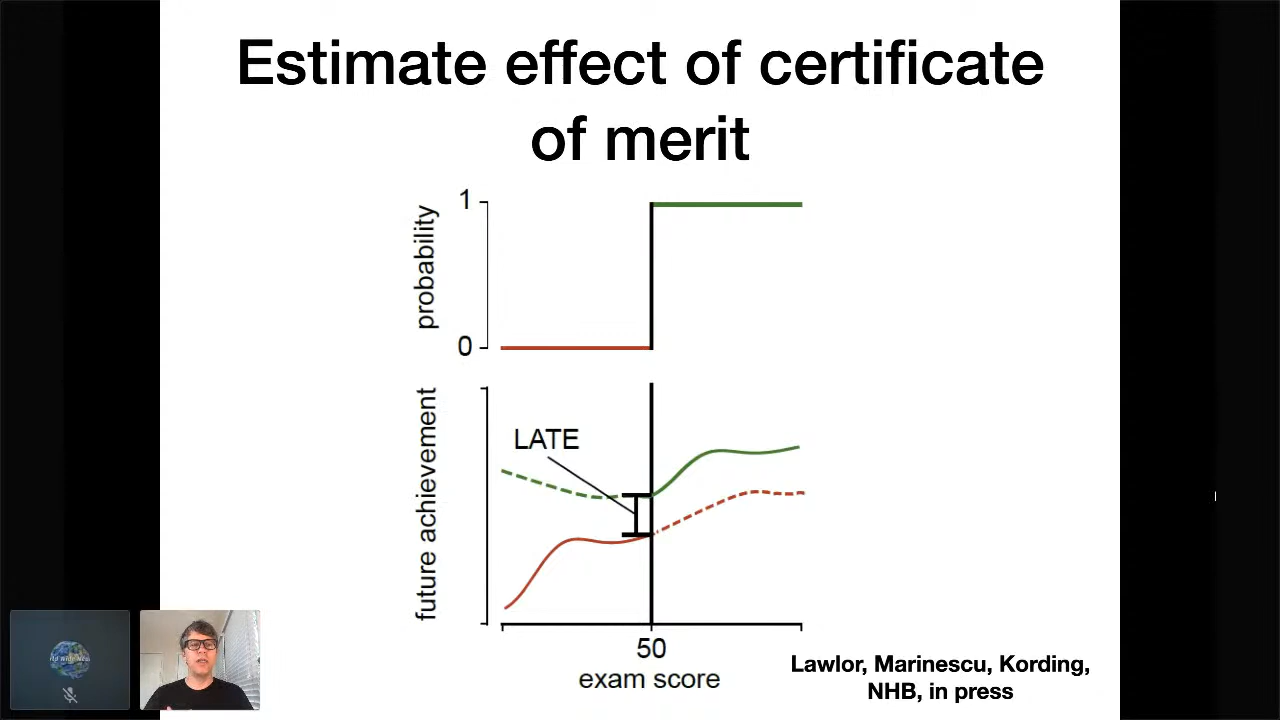 Estimate effect of certificate
of merit
1
probability
0
LATE
future achievement
50
exam score
Lawlor, Marinescu, Kording,
NHB, in press